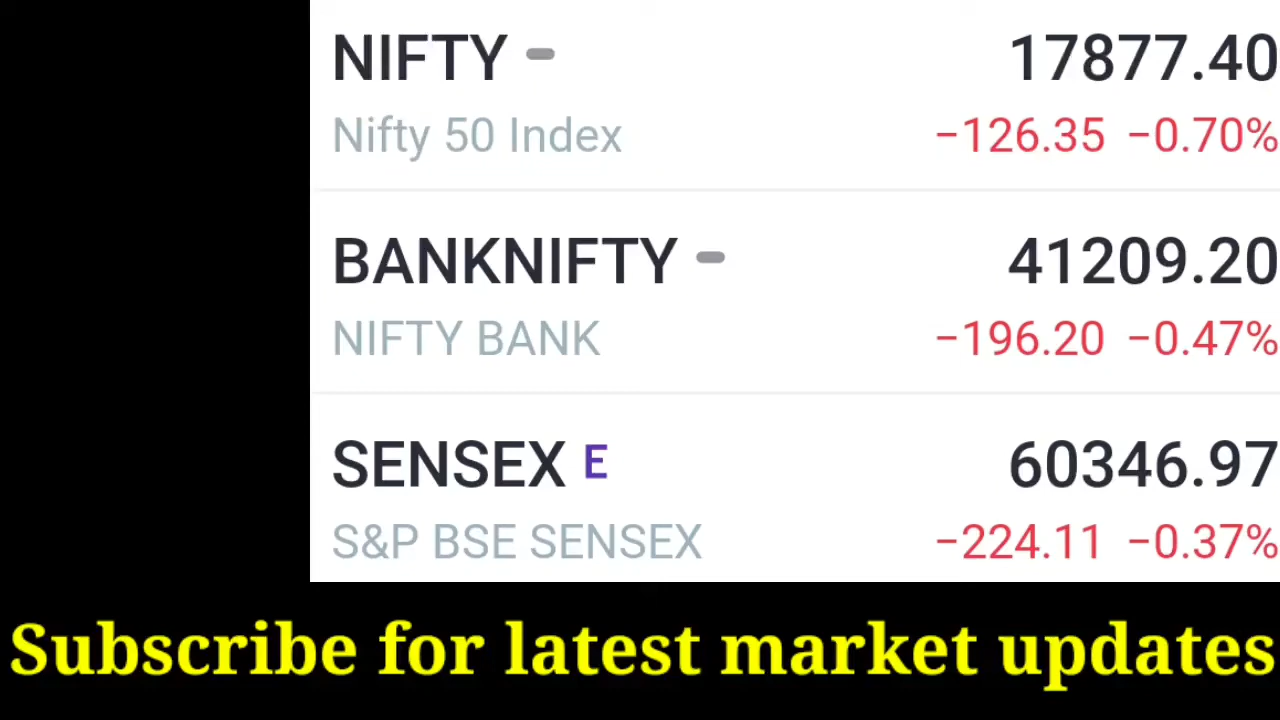 NIFTY 17877.40
Nifty 50 Index −126.35 −0.70%
BANKNIFTY 41209.20
NIFTY BANK −196.20 −0.47%
SENSEX E 60346.97
S&P BSE SENSEX −224.11 −0.37%
Subscribe for latest market updates